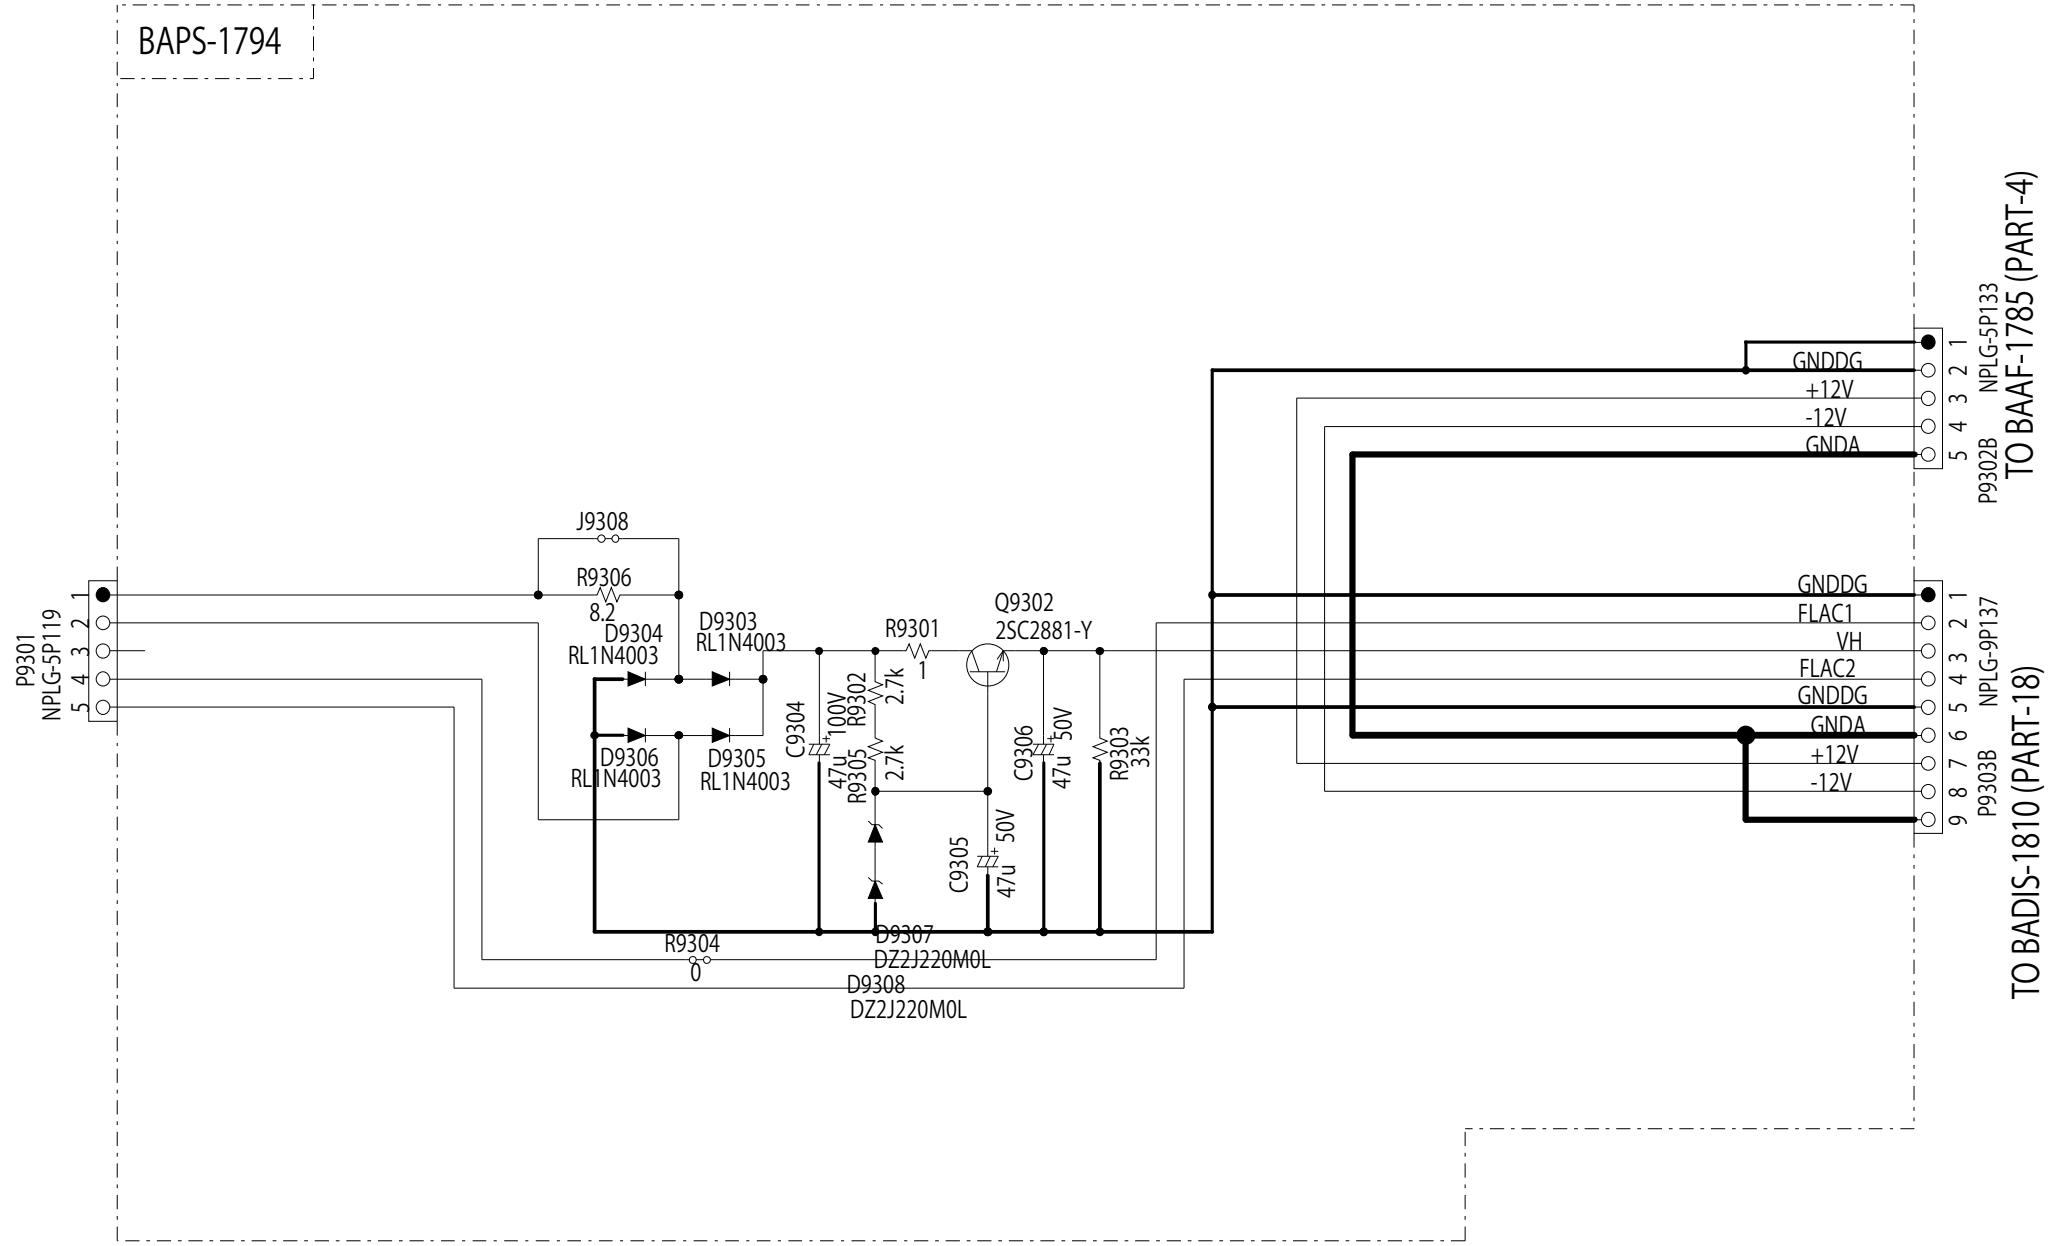 BAPS-1794
J9308
R9306
8.2
D9304
RL1N4003
D9303
RL1N4003
D9306
RL1N4003
D9305
RL1N4003
P9301
NPLG-5P119
1
2
3
4
5
C9304
47u 100V
+
R9302
2.7k
R9305
2.7k
R9301
1
Q9302
2SC2881-Y
C9305
47u 50V
+
C9306
47u 50V
+
R9303
33k
D9307
DZ2J220M0L
D9308
DZ2J220M0L
R9304
0
GNDDG
+12V
-12V
GNDA
1
2
3
4
5
P9302B
NPLG-5P133
TO BAAF-1785 (PART-4)
GNDDG
FLAC1
VH
FLAC2
GNDDG
GNDA
+12V
-12V
1
2
3
4
5
6
7
8
9
P9303B
NPLG-9P137
TO BADIS-1810 (PART-18)